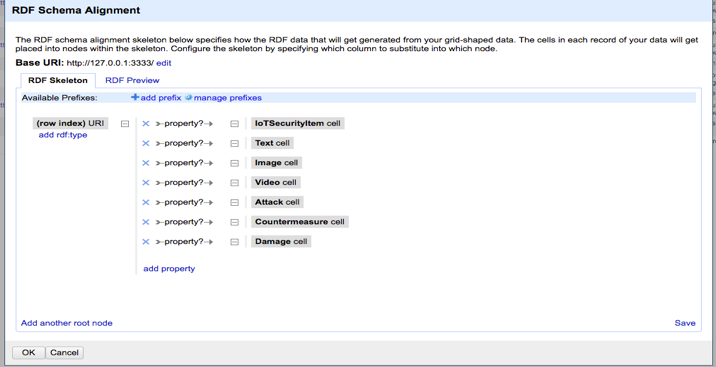 RDF Schema Alignment
The RDF schema alignment skeleton below specifies how the RDF data that will get generated from your grid-shaped data. The cells in each record of your data will get
placed into nodes within the skeleton. Configure the skeleton by specifying which column to substitute into which node.
Base URI: http://127.0.0.1:3333/ edit
RDF Skeleton RDF Preview
Available Prefixes: add prefix manage prefixes
(row index) URI property? IoTSecurityItem cell
add rdf:type
property? Text cell
property? Image cell
property? Video cell
property? Attack cell
property? Countermeasure cell
property? Damage cell
add property
Add another root node Save
OK Cancel